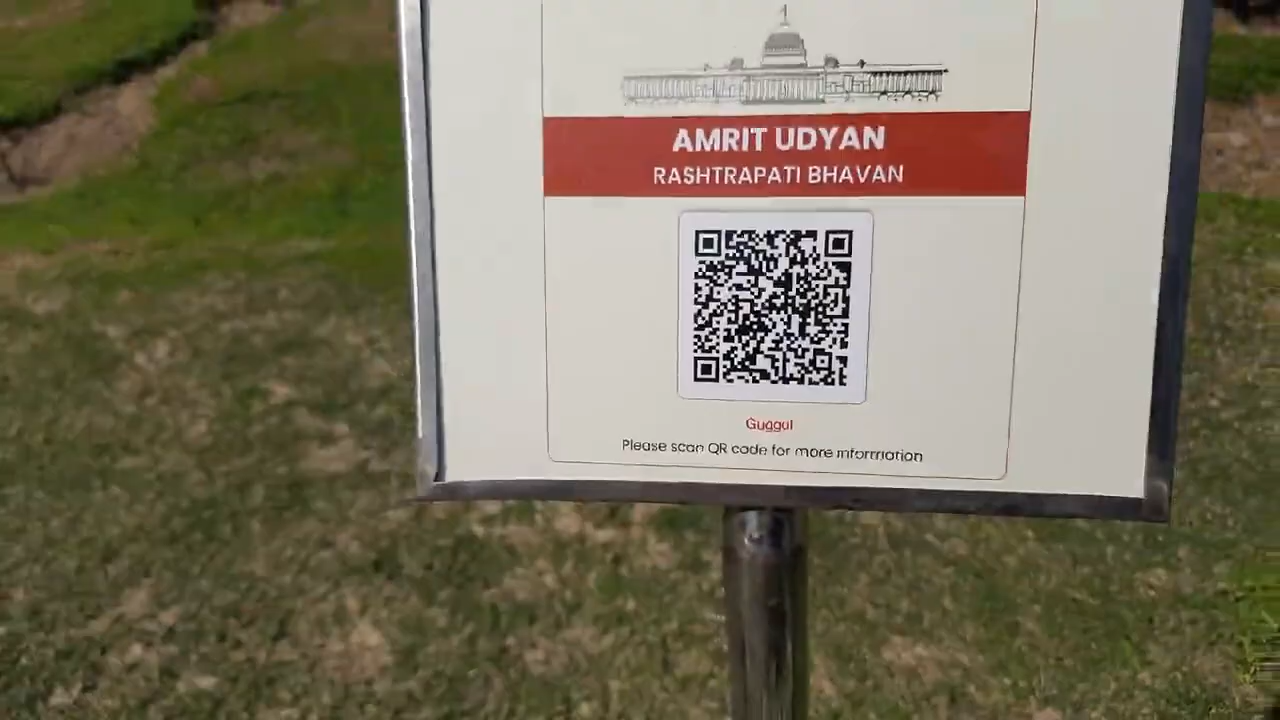 AMRIT UDYAN
RASHTRAPATI BHAVAN
Guggul
Please scan QR code for more information